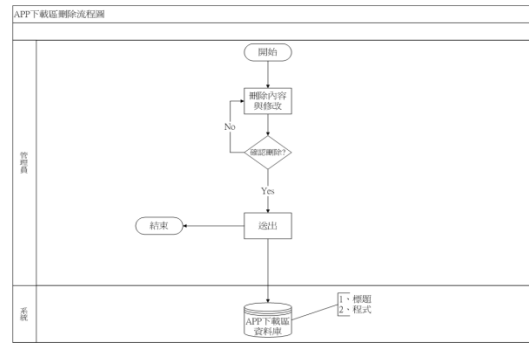 APP下載區刪除流程圖
開始
刪除內容
與修改
No
確認刪除!?
Yes
管理員
結束
送出
系統
APP下載區
資料庫
1、標題
2、程式